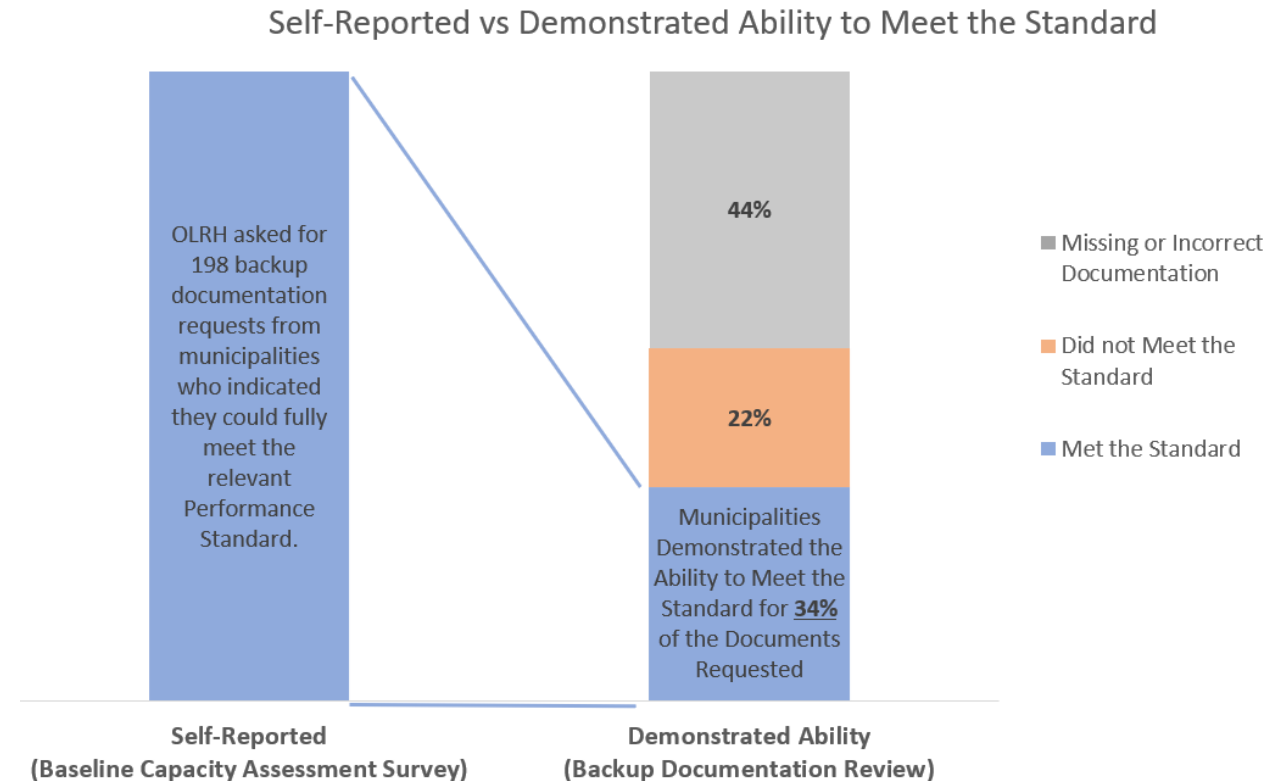 Self-Reported vs Demonstrated Ability to Meet the Standard
OLRH asked for
198 backup
documentation
requests from
municipalities
who indicated
they could fully
meet the
relevant
Performance
Standard.
44%
22%
Municipalities
Demonstrated the
Ability to Meet the
Standard for 34%
of the Documents
Requested
Missing or Incorrect
Documentation
Did not Meet the
Standard
Met the Standard
Self-Reported
(Baseline Capacity Assessment Survey)
Demonstrated Ability
(Backup Documentation Review)